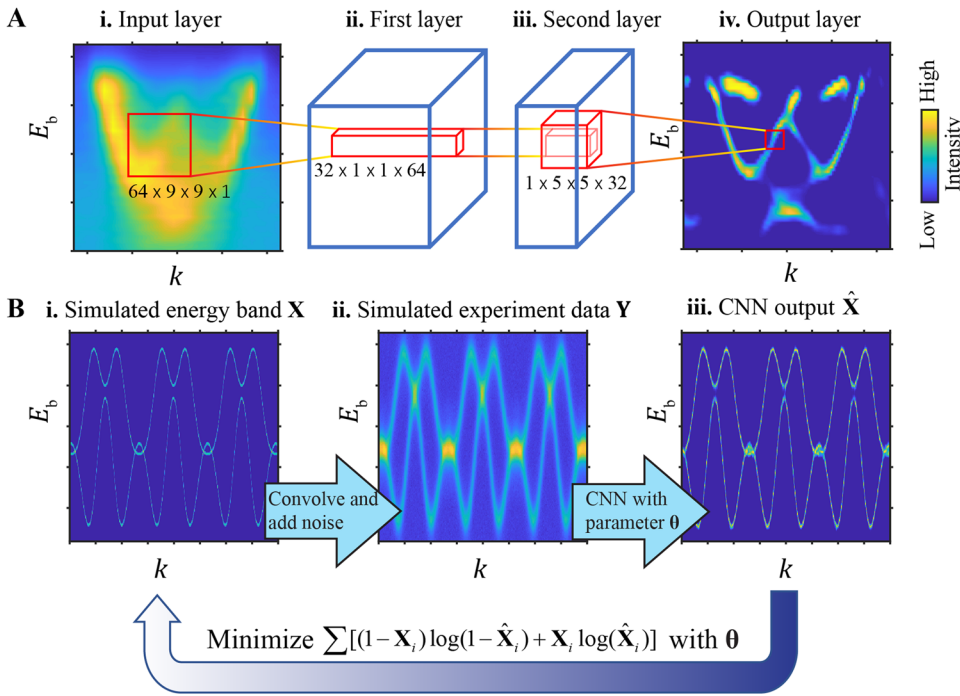 A
i. Input layer
ii. First layer
iii. Second layer
iv. Output layer
E_b
64 x 9 x 9 x 1
k
32 x 1 x 1 x 64
1 x 5 x 5 x 32
E_b
k
Low
Intensity
High
B
i. Simulated energy band X
ii. Simulated experiment data Y
iii. CNN output X̂
E_b
k
Convolve and
add noise
E_b
k
CNN with
parameter θ
E_b
k
Minimize ∑[(1−X_i)log(1−X̂_i)+X_i log(X̂_i)] with θ